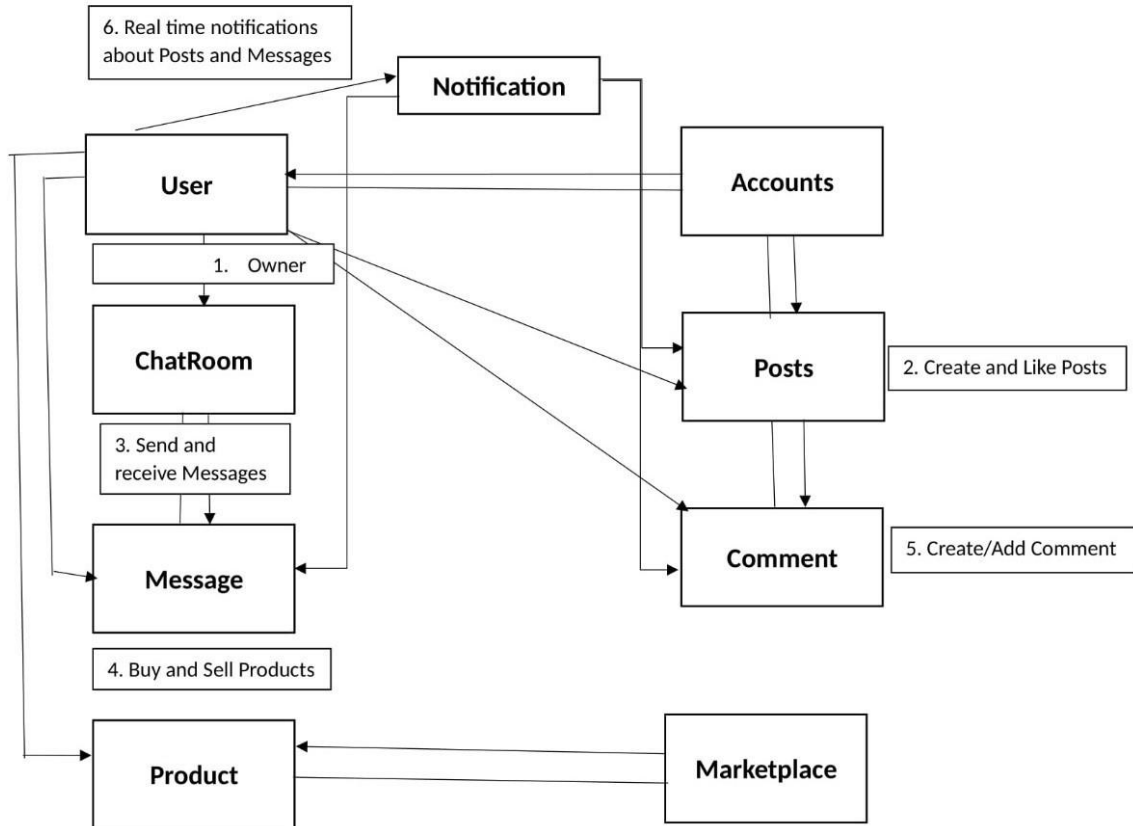 6. Real time notifications
about Posts and Messages
Notification
User
Accounts
1. Owner
ChatRoom
Posts
2. Create and Like Posts
3. Send and
receive Messages
Message
Comment
5. Create/Add Comment
4. Buy and Sell Products
Product
Marketplace